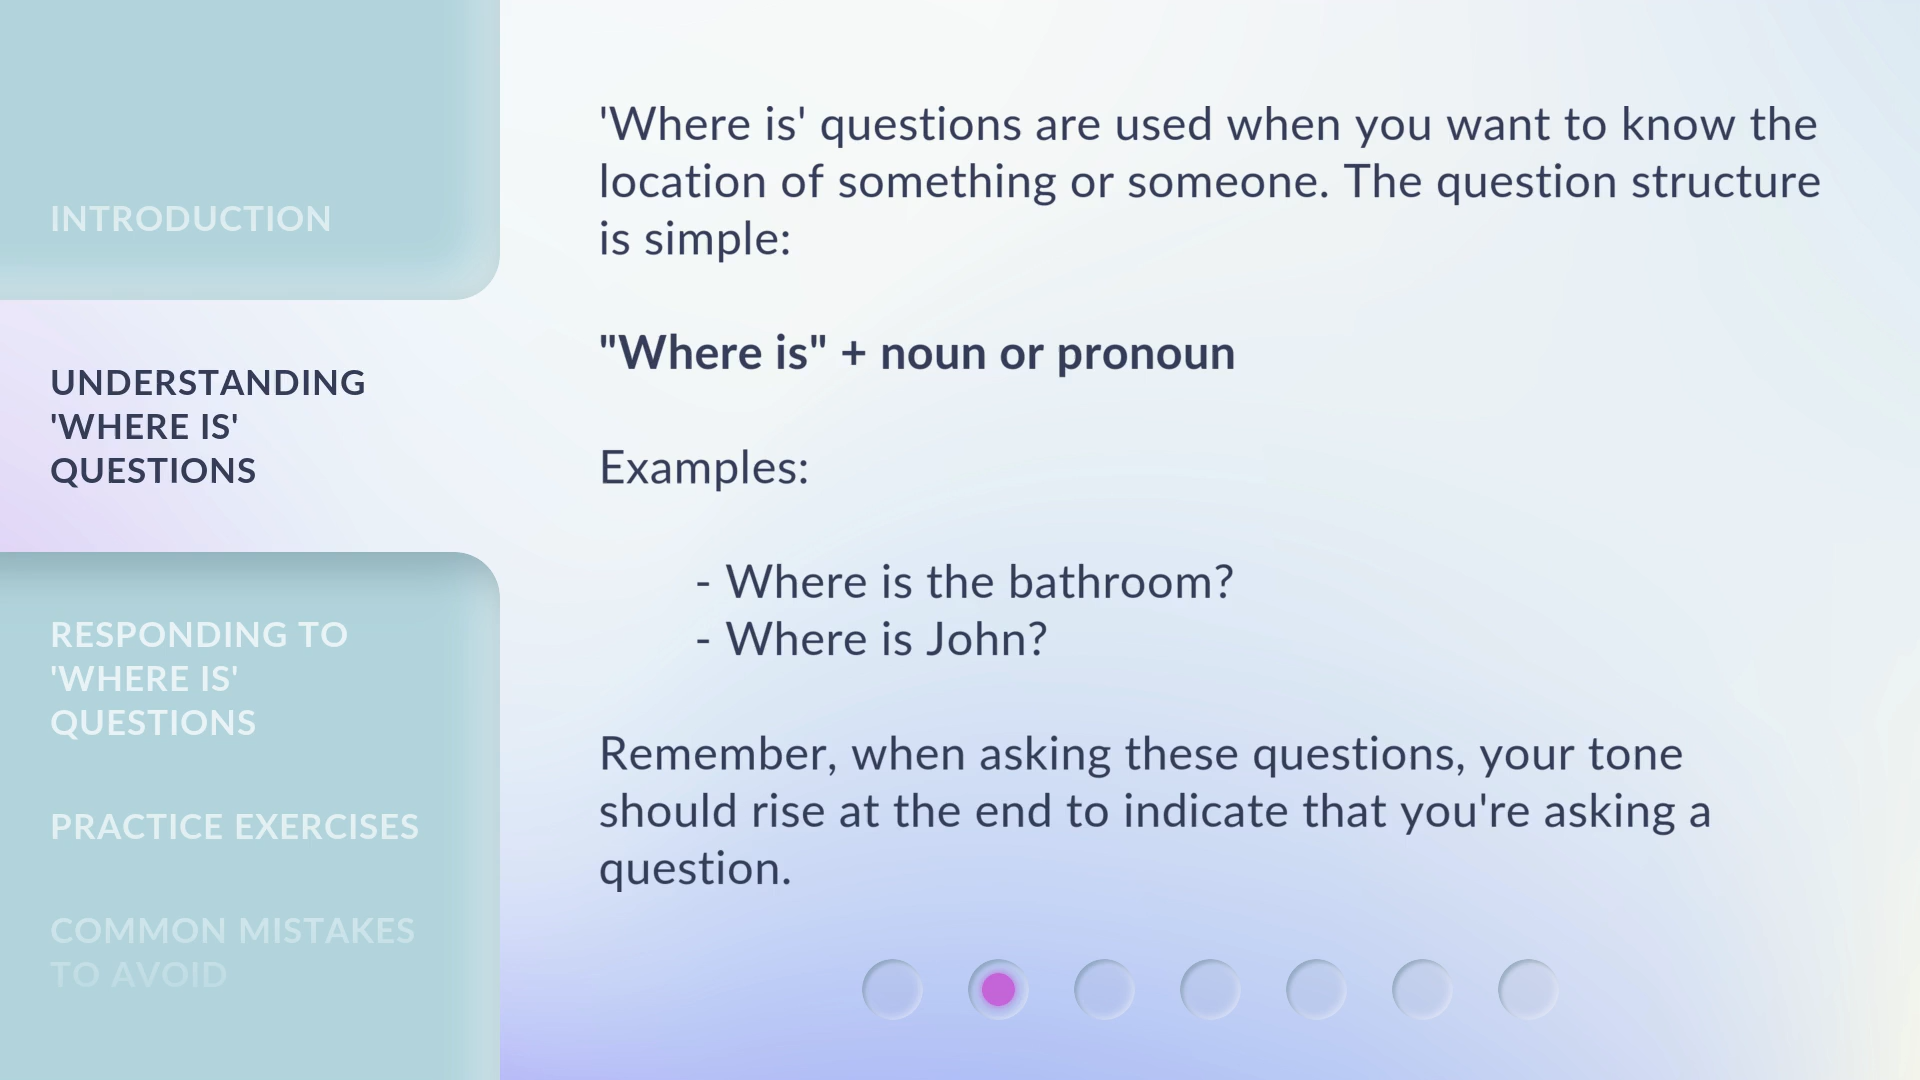 INTRODUCTION
UNDERSTANDING
'WHERE IS'
QUESTIONS
RESPONDING TO
'WHERE IS'
QUESTIONS
PRACTICE EXERCISES
COMMON MISTAKES
TO AVOID
'Where is' questions are used when you want to know the
location of something or someone. The question structure
is simple:
"Where is" + noun or pronoun
Examples:
- Where is the bathroom?
- Where is John?
Remember, when asking these questions, your tone
should rise at the end to indicate that you're asking a
question.